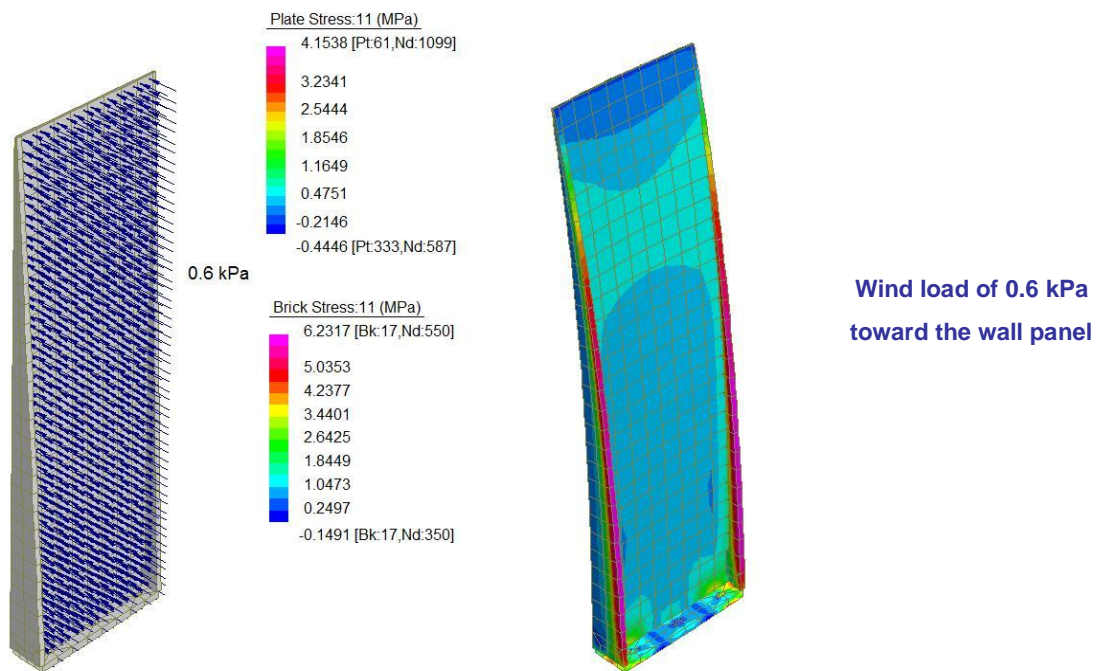 Plate Stress:11 (MPa)
4.1538 [Pt:61,Nd:1099]
3.2341
2.5444
1.8546
1.1649
0.4751
-0.2146
-0.4446 [Pt:333,Nd:587]
0.6 kPa
Brick Stress:11 (MPa)
6.2317 [Bk:17,Nd:550]
5.0353
4.2377
3.4401
2.6425
1.8449
1.0473
0.2497
-0.1491 [Bk:17,Nd:350]
Wind load of 0.6 kPa
toward the wall panel